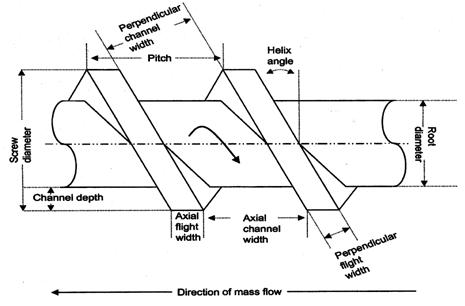 Perpendicular
channel
width
Pitch
Helix
angle
Screw
diameter
Root
diameter
Channel depth
Axial
flight
width
Axial
channel
width
Perpendicular
flight
width
Direction of mass flow